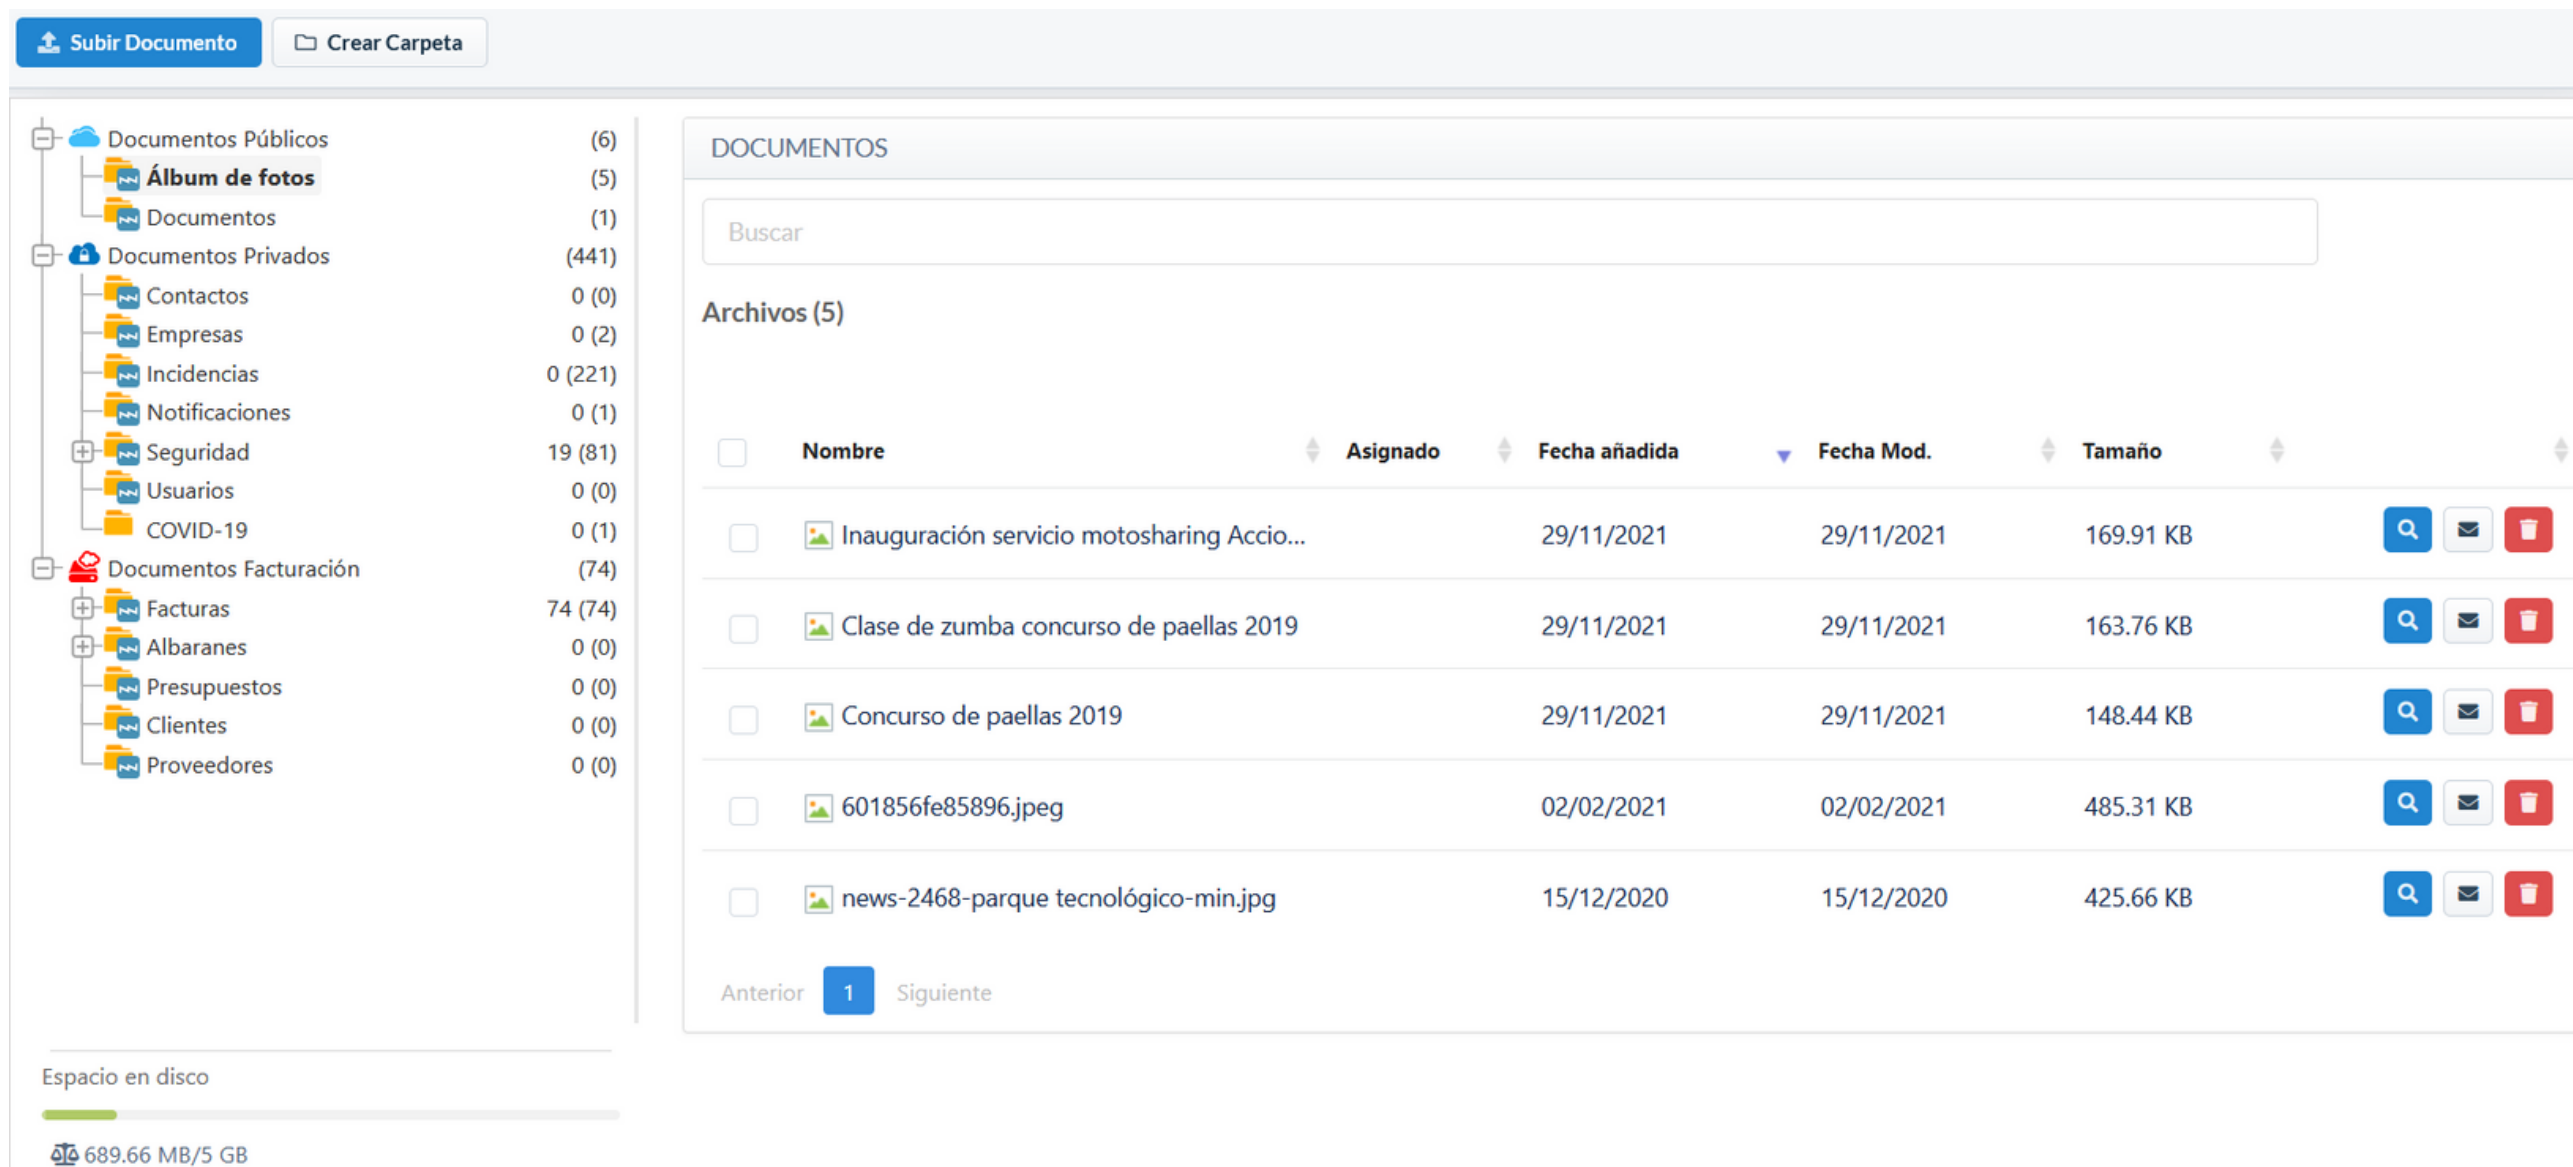 Subir Documento Crear Carpeta
Documentos Públicos (6)
Álbum de fotos (5)
Documentos (1)
Documentos Privados (441)
Contactos 0 (0)
Empresas 0 (2)
Incidencias 0 (221)
Notificaciones 0 (1)
Seguridad 19 (81)
Usuarios 0 (0)
COVID-19 0 (1)
Documentos Facturación (74)
Facturas 74 (74)
Albaranes 0 (0)
Presupuestos 0 (0)
Clientes 0 (0)
Proveedores 0 (0)
Espacio en disco
689.66 MB/5 GB
DOCUMENTOS
Buscar
Archivos (5)
Nombre Asignado Fecha añadida Fecha Mod. Tamaño
Inauguración servicio motosharing Accio... 29/11/2021 29/11/2021 169.91 KB
Clase de zumba concurso de paellas 2019 29/11/2021 29/11/2021 163.76 KB
Concurso de paellas 2019 29/11/2021 29/11/2021 148.44 KB
601856fe85896.jpeg 02/02/2021 02/02/2021 485.31 KB
news-2468-parque tecnológico-min.jpg 15/12/2020 15/12/2020 425.66 KB
Anterior 1 Siguiente